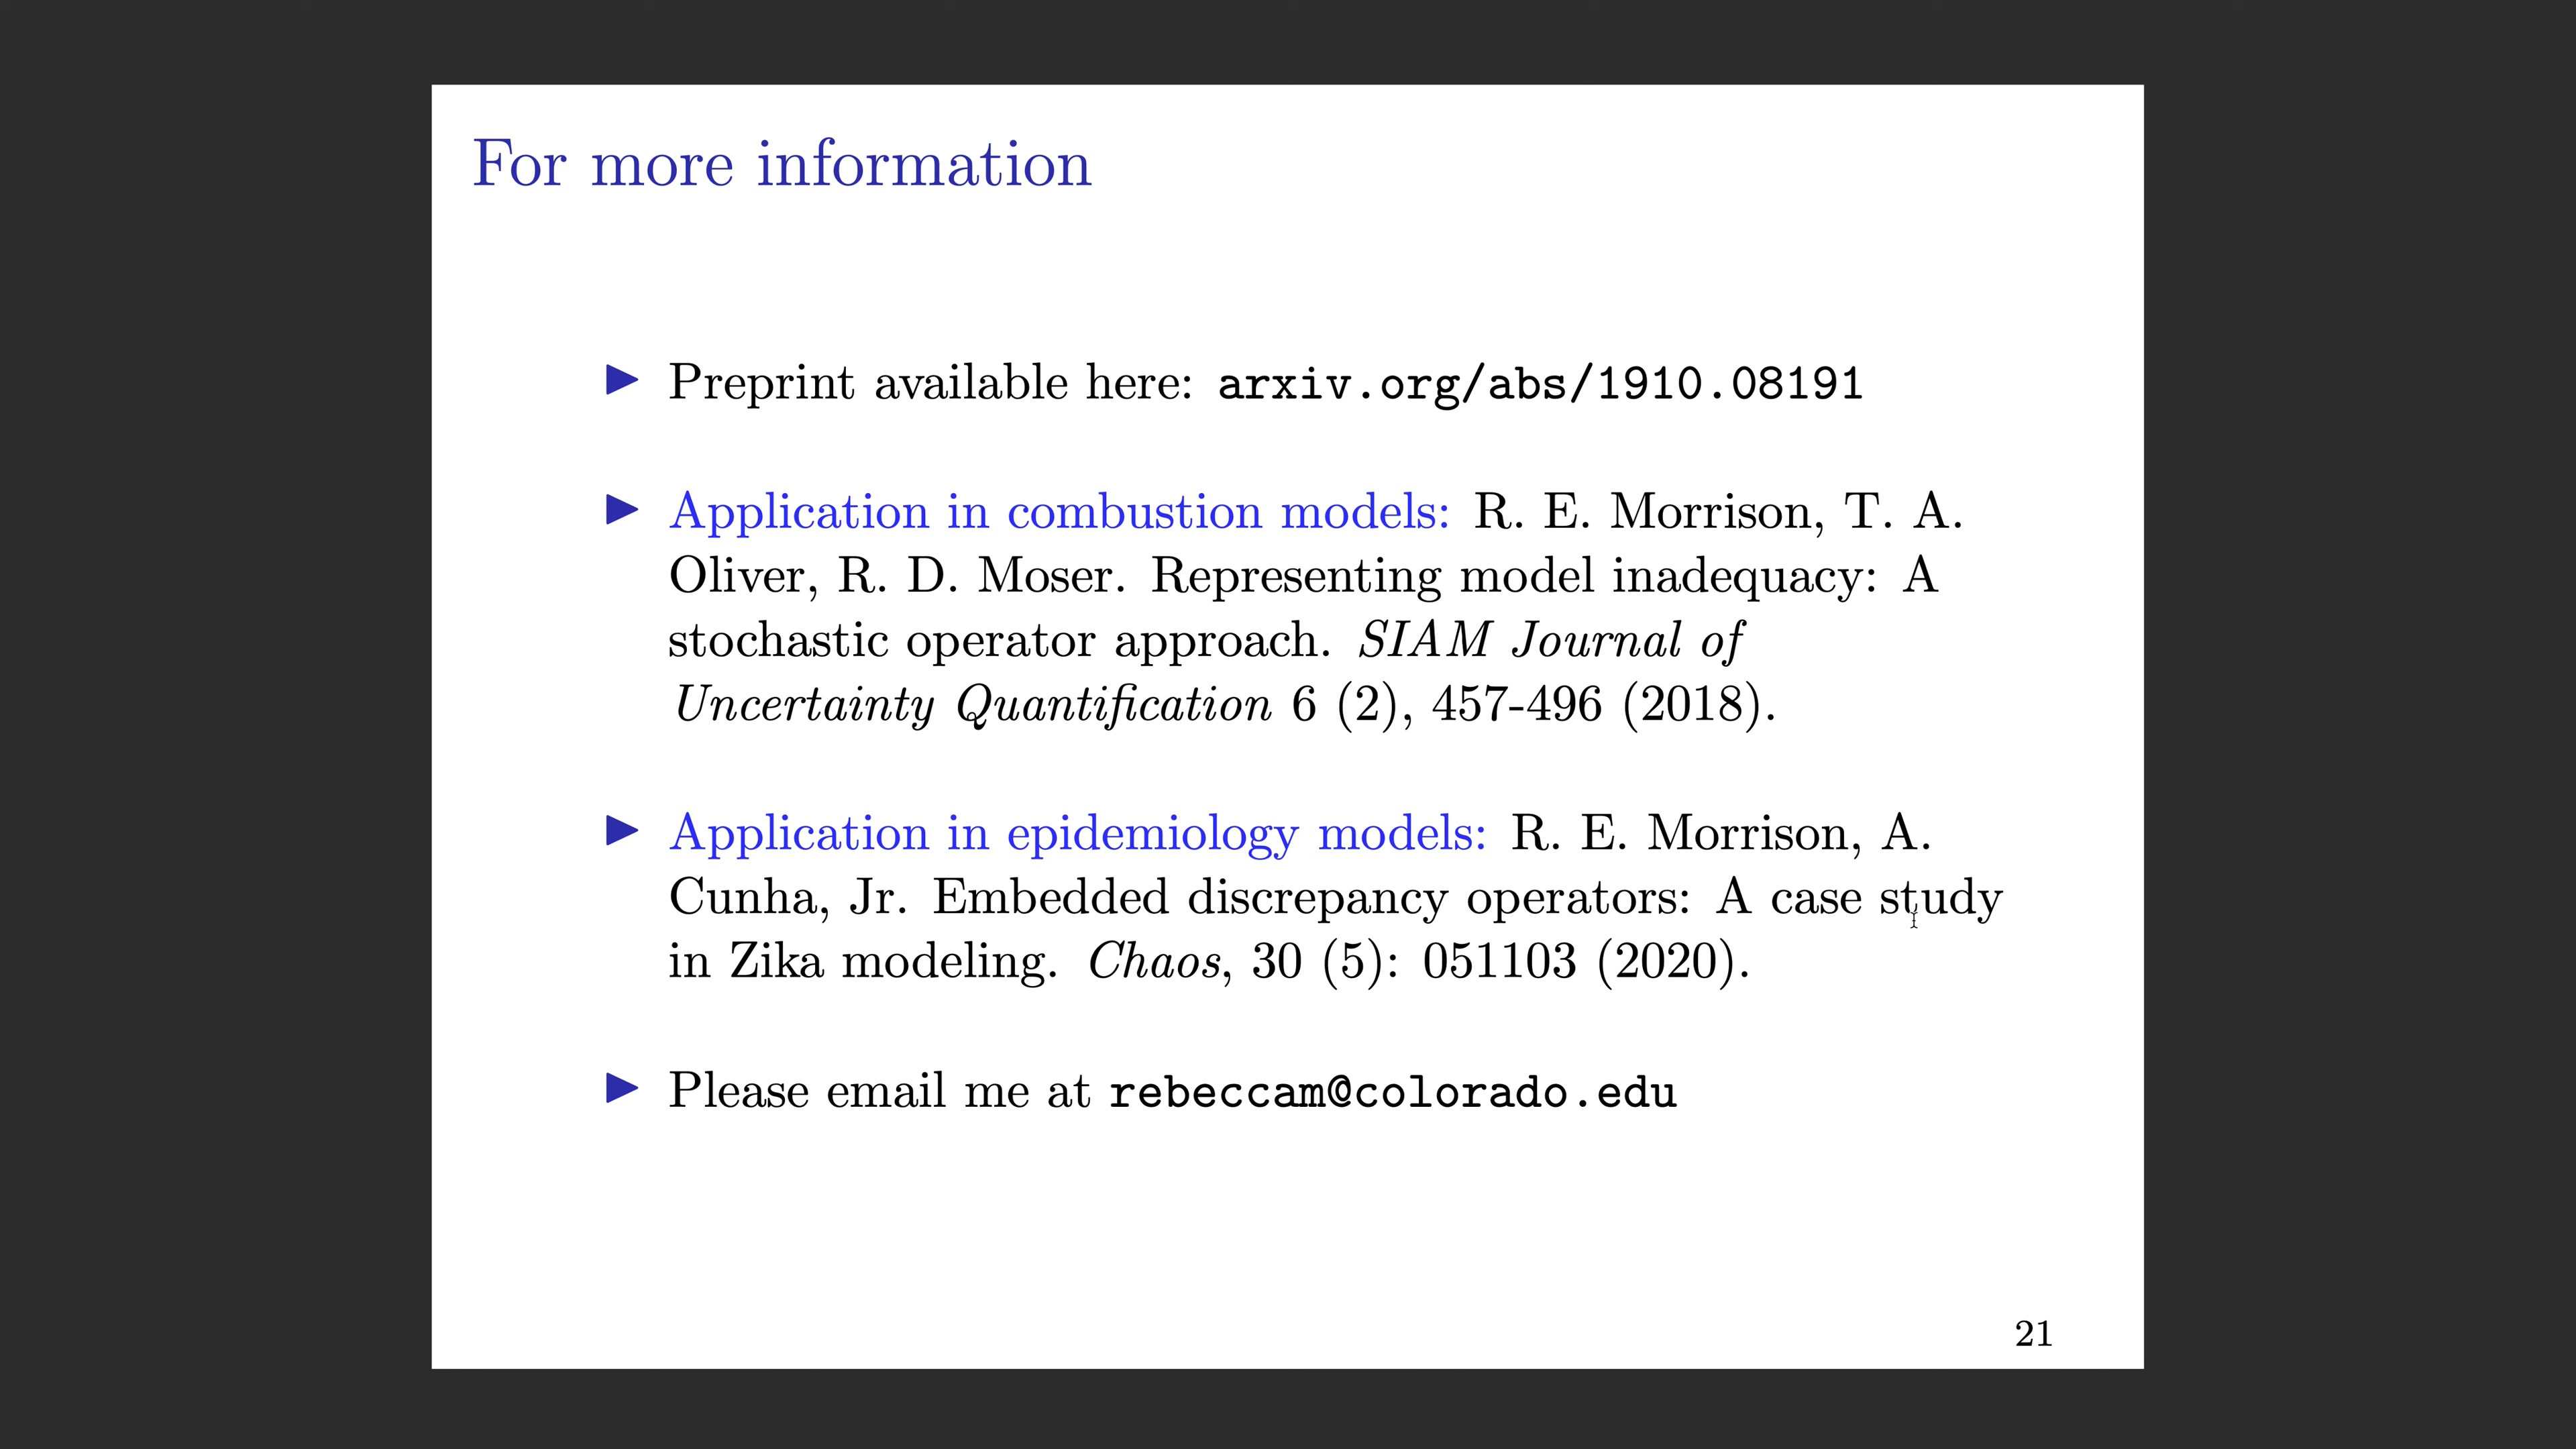 For more information
▶ Preprint available here: arxiv.org/abs/1910.08191
▶ Application in combustion models: R. E. Morrison, T. A.
Oliver, R. D. Moser. Representing model inadequacy: A
stochastic operator approach. SIAM Journal of
Uncertainty Quantification 6 (2), 457-496 (2018).
▶ Application in epidemiology models: R. E. Morrison, A.
Cunha, Jr. Embedded discrepancy operators: A case study
in Zika modeling. Chaos, 30 (5): 051103 (2020).
▶ Please email me at rebeccam@colorado.edu
21